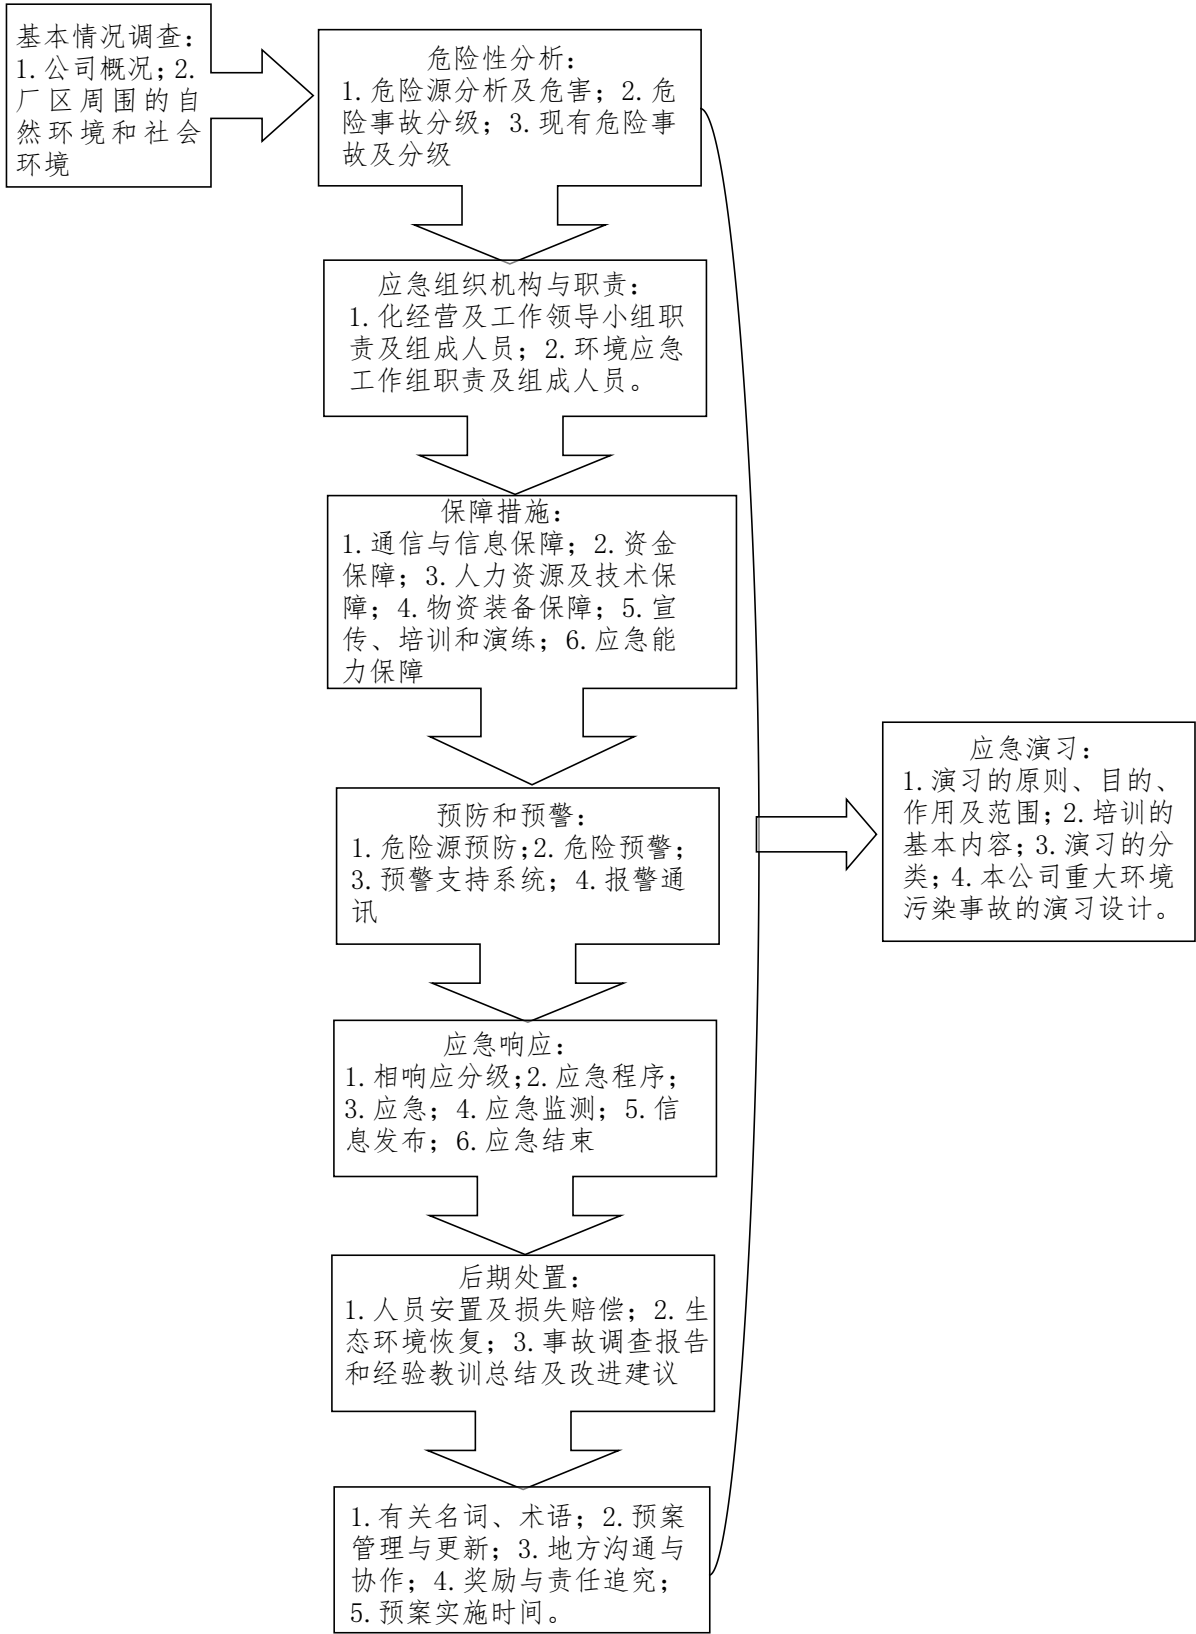 基本情况调查：
1.公司概况；2.
厂区周围的自
然环境和社会
环境
危险性分析：
1.危险源分析及危害；2.危
险事故分级；3.现有危险事
故及分级
应急组织机构与职责：
1.化经营及工作领导小组职
责及组成人员；2.环境应急
工作组职责及组成人员。
保障措施：
1.通信与信息保障；2.资金
保障；3.人力资源及技术保
障；4.物资装备保障；5.宣
传、培训和演练；6.应急能
力保障
预防和预警：
1.危险源预防；2.危险预警；
3.预警支持系统；4.报警通
讯
应急响应：
1.相响应分级；2.应急程序；
3.应急；4.应急监测；5.信
息发布；6.应急结束
后期处置：
1.人员安置及损失赔偿；2.生
态环境恢复；3.事故调查报告
和经验教训总结及改进建议
1.有关名词、术语；2.预案
管理与更新；3.地方沟通与
协作；4.奖励与责任追究；
5.预案实施时间。
应急演习：
1.演习的原则、目的、
作用及范围；2.培训的
基本内容；3.演习的分
类；4.本公司重大环境
污染事故的演习设计。